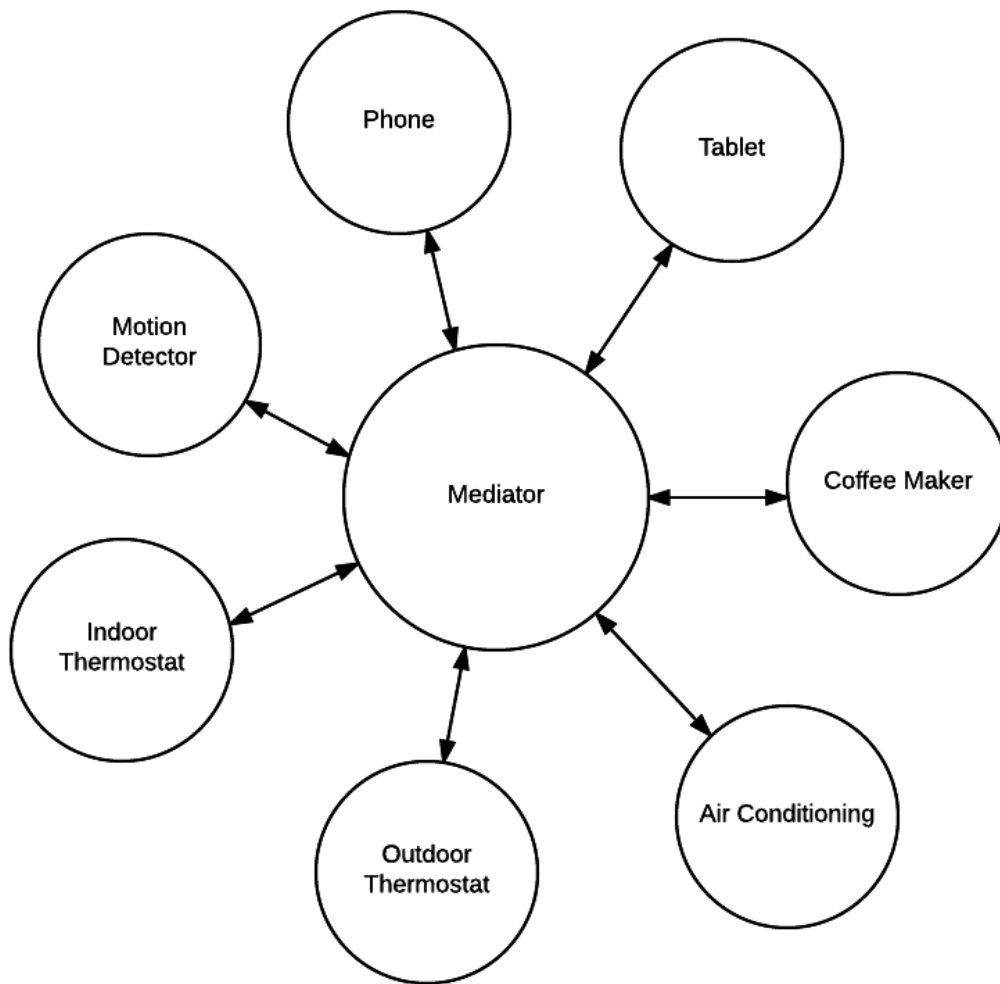 Phone
Tablet
Motion
Detector
Mediator
Coffee Maker
Indoor
Thermostat
Air Conditioning
Outdoor
Thermostat